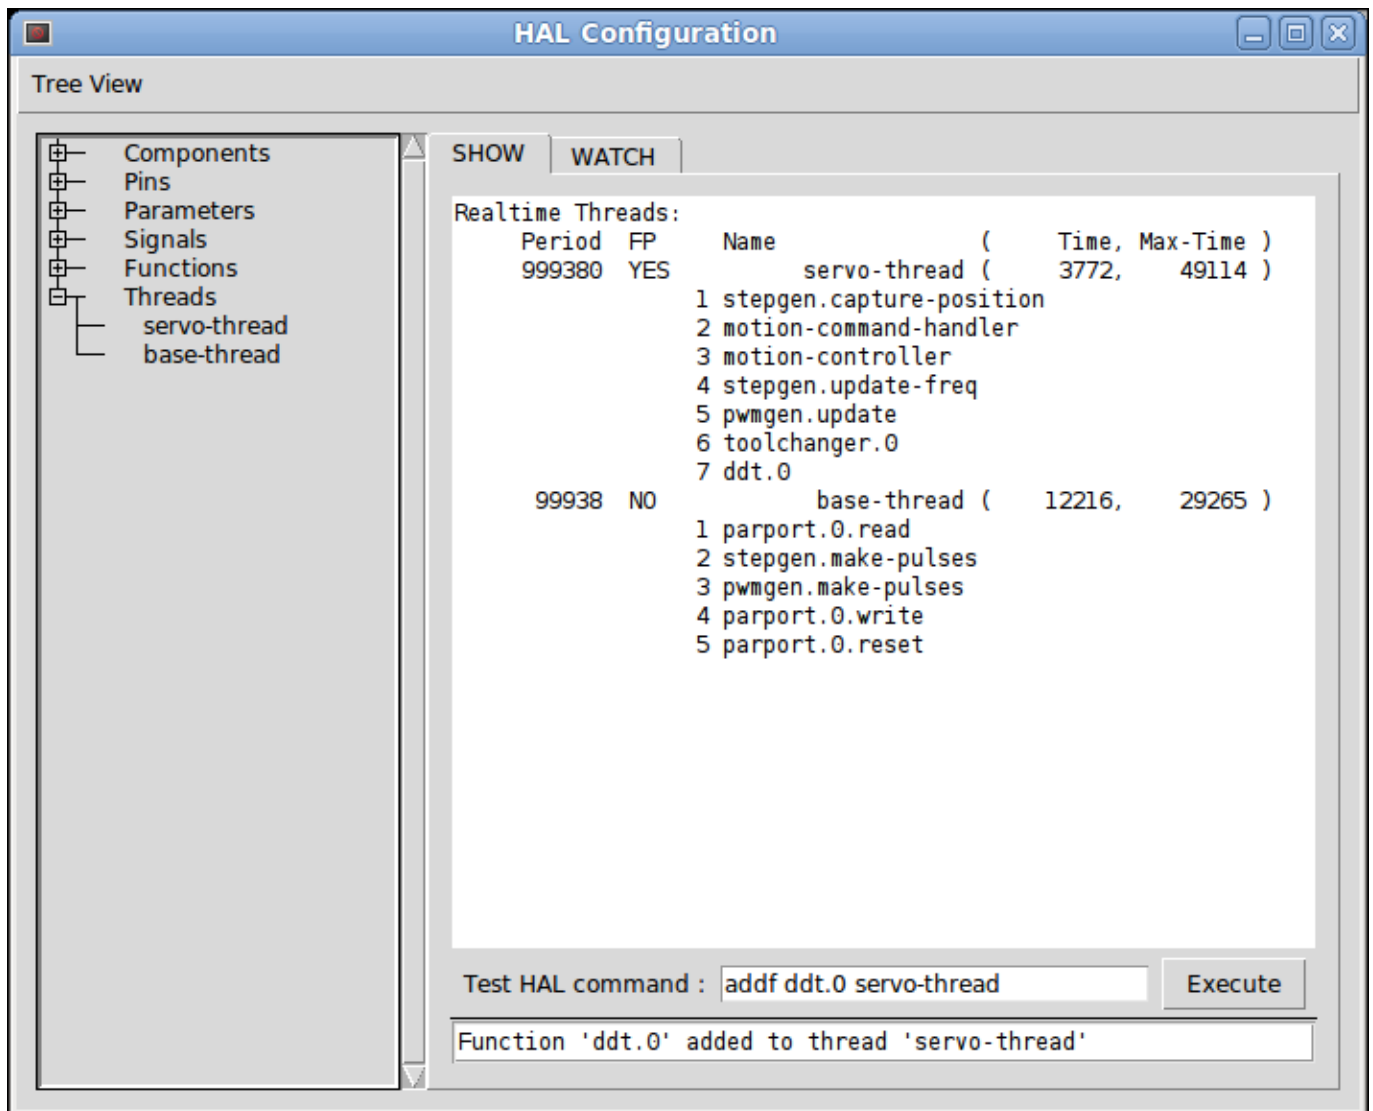 HAL Configuration
Tree View
Components
Pins
Parameters
Signals
Functions
Threads
servo-thread
base-thread
SHOW WATCH
Realtime Threads:
Period FP Name ( Time, Max-Time )
999380 YES servo-thread ( 3772, 49114 )
1 stepgen.capture-position
2 motion-command-handler
3 motion-controller
4 stepgen.update-freq
5 pwmgen.update
6 toolchanger.0
7 ddt.0
99938 NO base-thread ( 12216, 29265 )
1 parport.0.read
2 stepgen.make-pulses
3 pwmgen.make-pulses
4 parport.0.write
5 parport.0.reset
Test HAL command : addf ddt.0 servo-thread Execute
Function 'ddt.0' added to thread 'servo-thread'